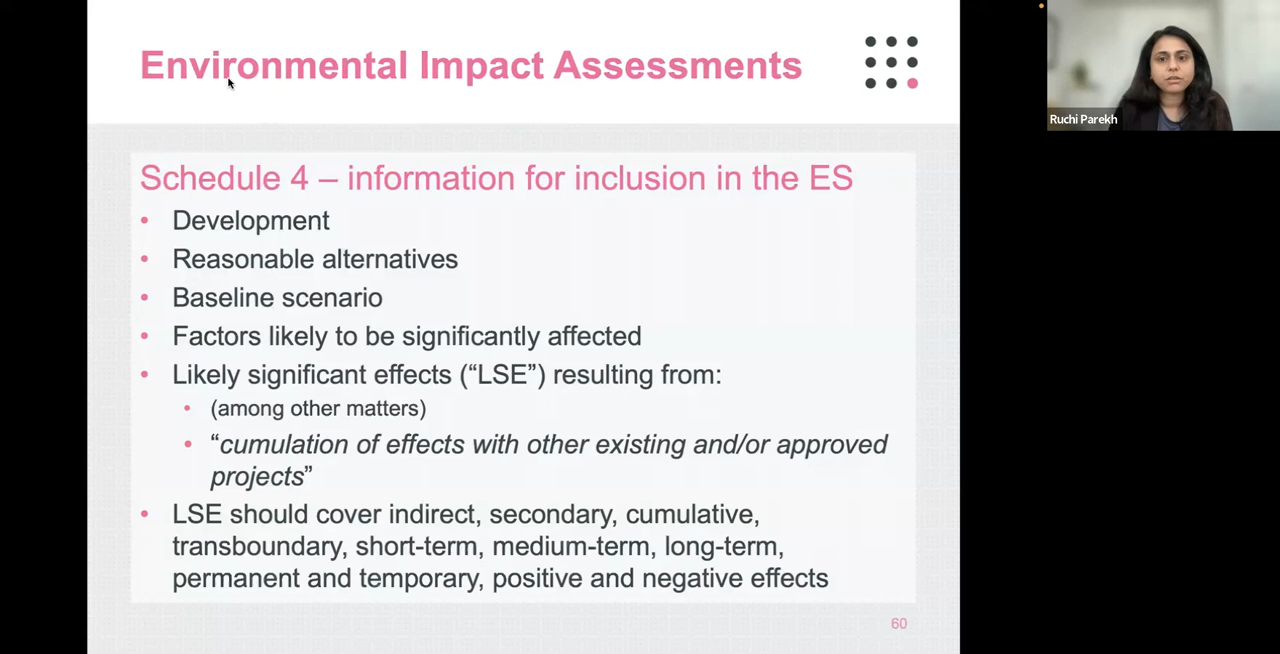 Environmental Impact Assessments
Ruchi Parekh
Schedule 4 – information for inclusion in the ES
• Development
• Reasonable alternatives
• Baseline scenario
• Factors likely to be significantly affected
• Likely significant effects (“LSE”) resulting from:
• (among other matters)
• “cumulation of effects with other existing and/or approved
projects”
• LSE should cover indirect, secondary, cumulative,
transboundary, short-term, medium-term, long-term,
permanent and temporary, positive and negative effects
60